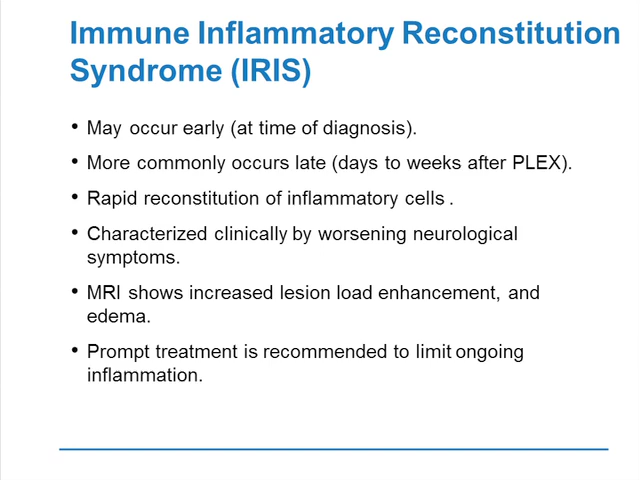 Immune Inflammatory Reconstitution
Syndrome (IRIS)
• May occur early (at time of diagnosis).
• More commonly occurs late (days to weeks after PLEX).
• Rapid reconstitution of inflammatory cells .
• Characterized clinically by worsening neurological
symptoms.
• MRI shows increased lesion load enhancement, and
edema.
• Prompt treatment is recommended to limit ongoing
inflammation.